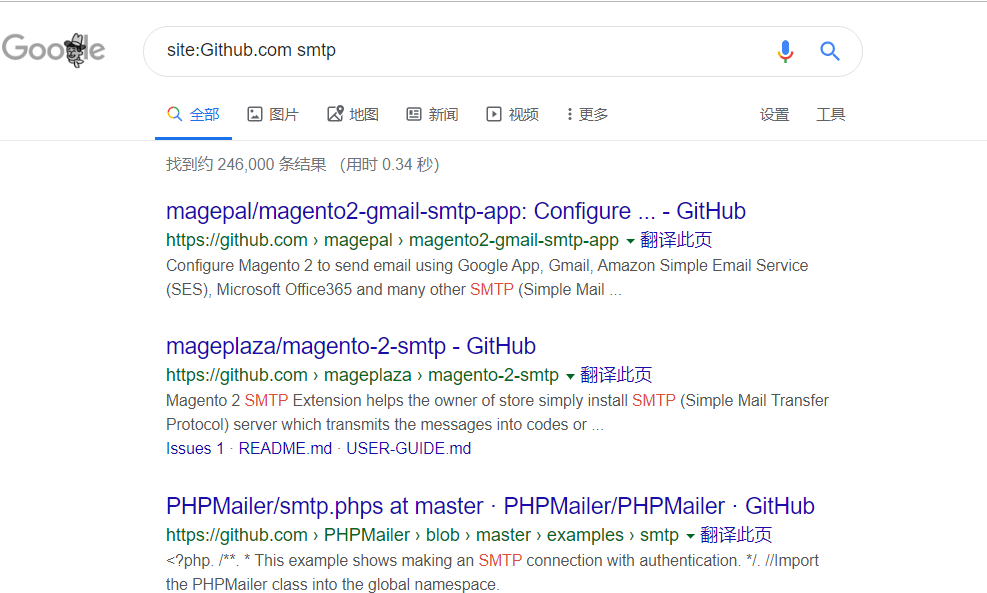 Google
site:Github.com smtp
全部 图片 地图 新闻 视频 更多 设置 工具
找到约 246,000 条结果 （用时 0.34 秒）
magepal/magento2-gmail-smtp-app: Configure ... - GitHub
https://github.com › magepal › magento2-gmail-smtp-app 翻译此页
Configure Magento 2 to send email using Google App, Gmail, Amazon Simple Email Service
(SES), Microsoft Office365 and many other SMTP (Simple Mail ...
mageplaza/magento-2-smtp - GitHub
https://github.com › mageplaza › magento-2-smtp 翻译此页
Magento 2 SMTP Extension helps the owner of store simply install SMTP (Simple Mail Transfer
Protocol) server which transmits the messages into codes or ...
Issues 1 · README.md · USER-GUIDE.md
PHPMailer/smtp.phps at master · PHPMailer/PHPMailer · GitHub
https://github.com › PHPMailer › blob › master › examples › smtp 翻译此页
<?php. /**. * This example shows making an SMTP connection with authentication. */. //Import
the PHPMailer class into the global namespace.